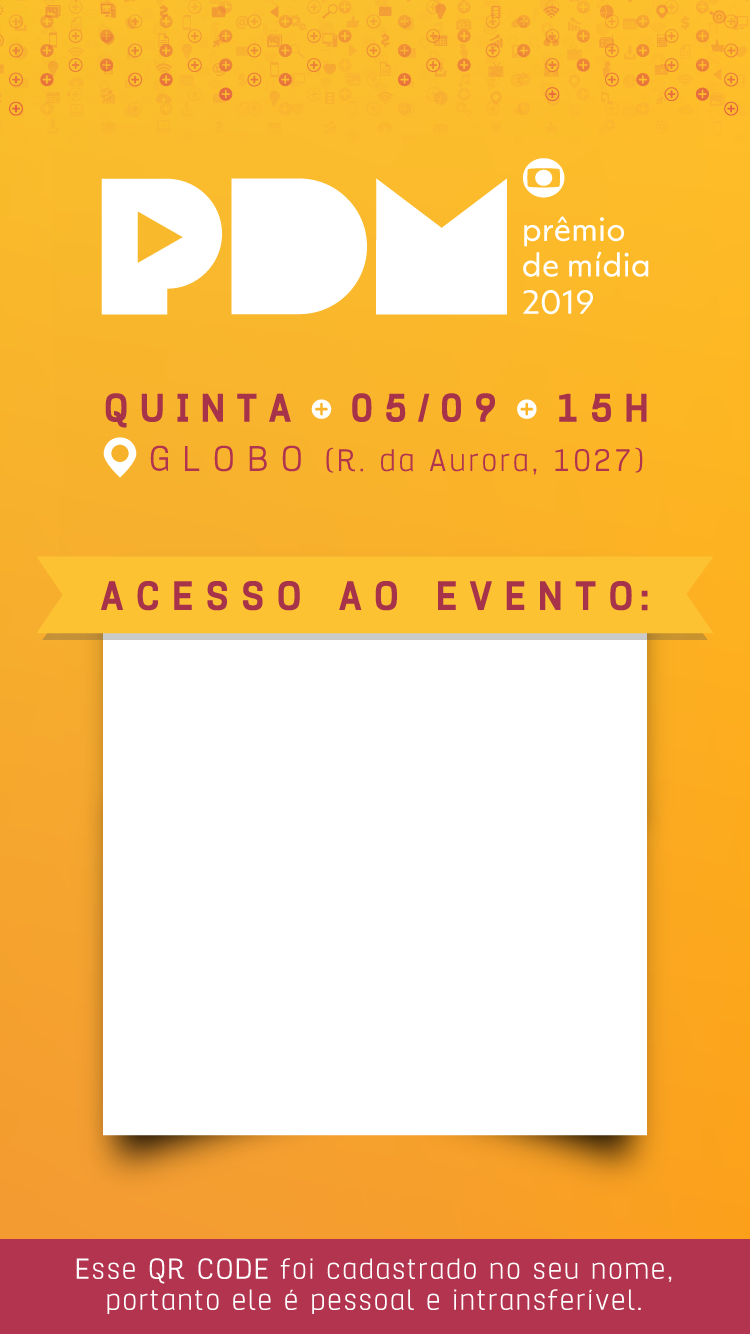 PDM
prêmio
de mídia
2019
QUINTA + 05/09 + 15H
GLOBO (R. da Aurora, 1027)
ACESSO AO EVENTO:
Esse QR CODE foi cadastrado no seu nome,
portanto ele é pessoal e intransferível.